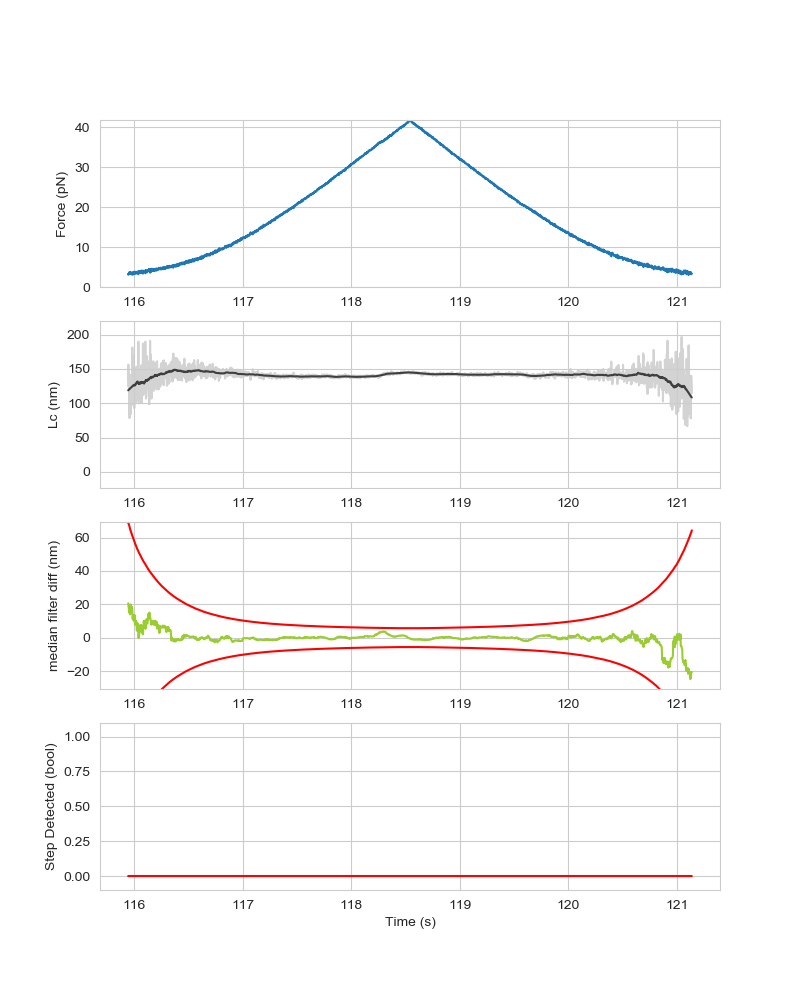 Force (pN)
40
30
20
10
0
116 117 118 119 120 121
Lc (nm)
200
150
100
50
0
116 117 118 119 120 121
median filter diff (nm)
60
40
20
0
−20
116 117 118 119 120 121
Step Detected (bool)
1.00
0.75
0.50
0.25
0.00
116 117 118 119 120 121
Time (s)